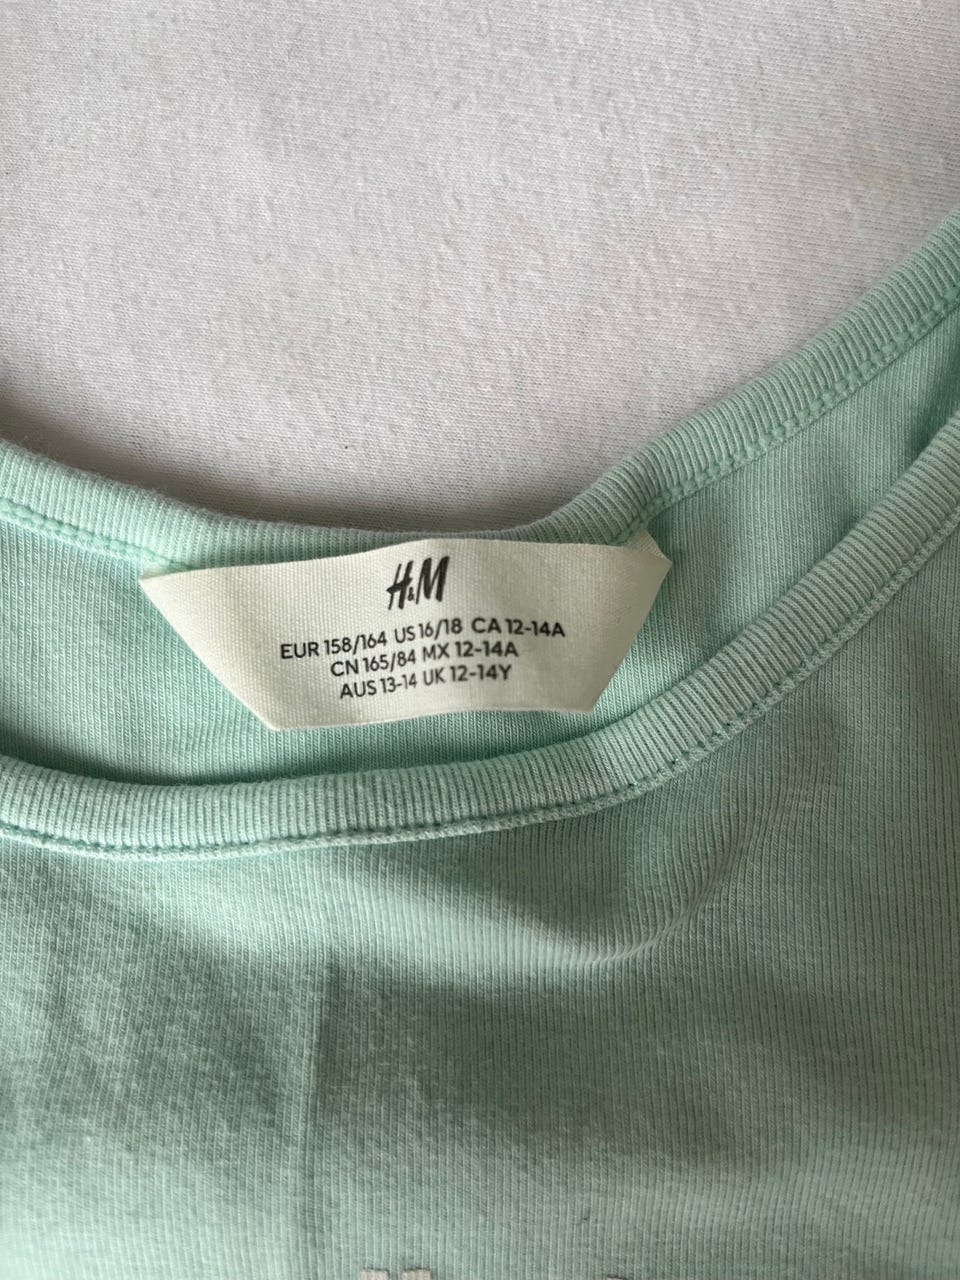 H&M
EUR 158/164 US 16/18 CA 12-14A
CN 165/84 MX 12-14A
AUS 13-14 UK 12-14Y